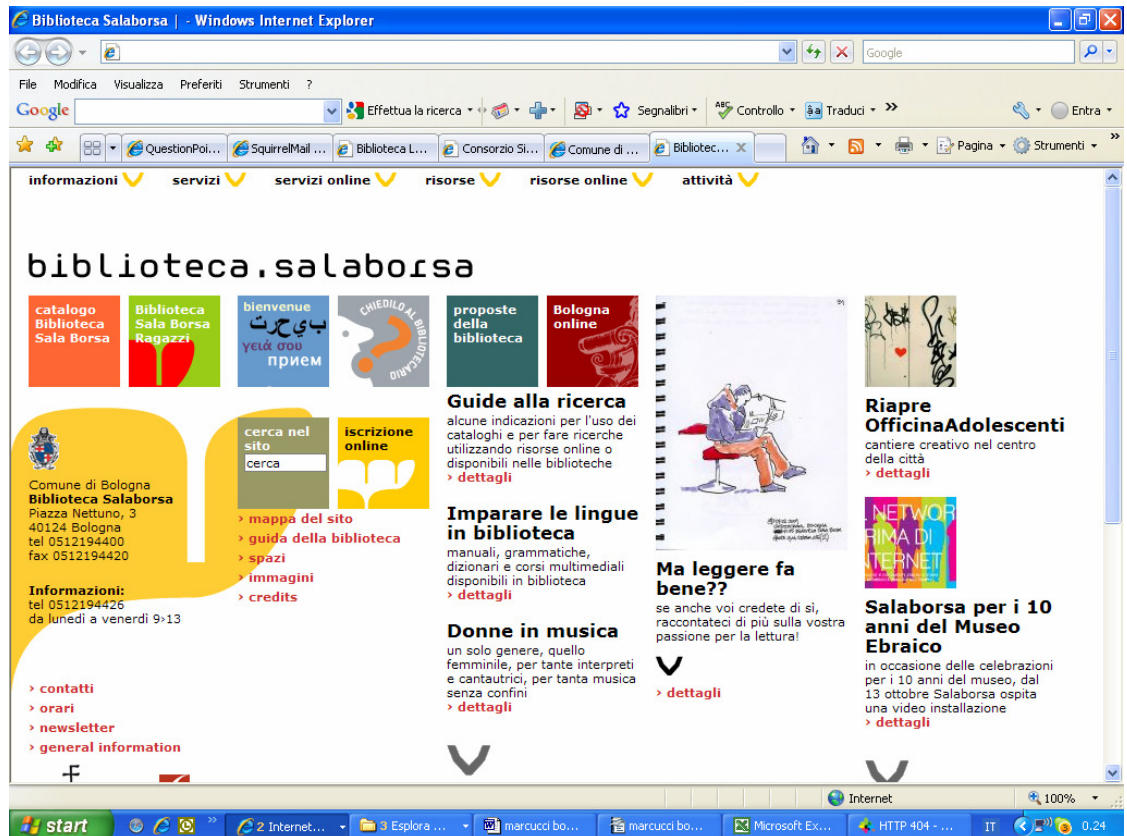 Biblioteca Salaborsa | - Windows Internet Explorer
Google
File Modifica Visualizza Preferiti Strumenti ?
Google Effettua la ricerca Segnalibri ABC Controllo Traduci » Entra
QuestionPoi... SquirrelMail ... Biblioteca L... Consorzio Si... Comune di ... Bibliotec... X Pagina Strumenti »
informazioni servizi servizi online risorse risorse online attività
biblioteca.salaborsa
catalogo
Biblioteca
Sala Borsa
Biblioteca
Sala Borsa
Ragazzi
bienvenue
γειά σου
прием
CHIEDILO AL BIBLIOTECARIO
proposte
della
biblioteca
Bologna
online
Comune di Bologna
Biblioteca Salaborsa
Piazza Nettuno, 3
40124 Bologna
tel 0512194400
fax 0512194420
Informazioni:
tel 0512194426
da lunedì a venerdì 9›13
› contatti
› orari
› newsletter
› general information
cerca nel
sito
cerca
iscrizione
online
› mappa del sito
› guida della biblioteca
› spazi
› immagini
› credits
Guide alla ricerca
alcune indicazioni per l'uso dei
cataloghi e per fare ricerche
utilizzando risorse online o
disponibili nelle biblioteche
› dettagli
Imparare le lingue
in biblioteca
manuali, grammatiche,
dizionari e corsi multimediali
disponibili in biblioteca
› dettagli
Donne in musica
un solo genere, quello
femminile, per tante interpreti
e cantautrici, per tanta musica
senza confini
› dettagli
Ma leggere fa
bene??
se anche voi credete di sì,
raccontateci di più sulla vostra
passione per la lettura!
› dettagli
Riapre
OfficinaAdolescenti
cantiere creativo nel centro
della città
› dettagli
NETWOR
RIMA DI
INTERNET
Salaborsa per i 10
anni del Museo
Ebraico
in occasione delle celebrazioni
per i 10 anni del museo, dal
13 ottobre Salaborsa ospita
una video installazione
› dettagli
Internet 100%
start » 2 Internet... 3 Esplora ... marcucci bo... marcucci bo... Microsoft Ex... HTTP 404 - ... IT 0.24